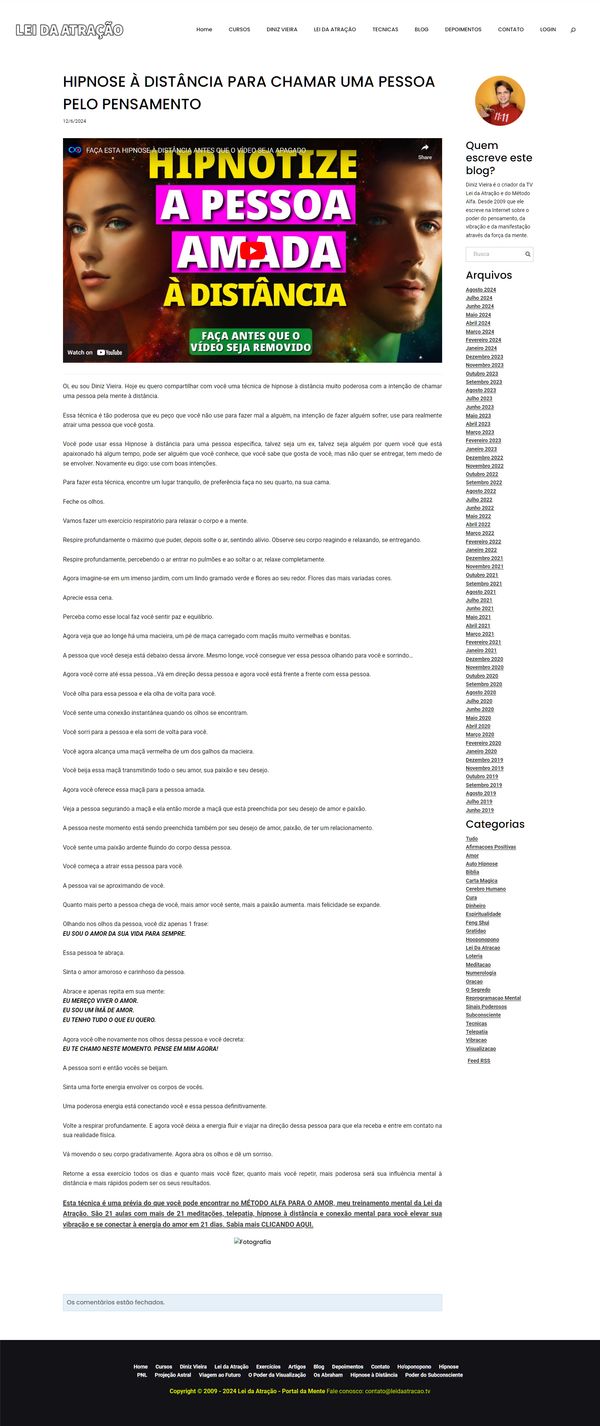 LEI DA ATRAÇÃO
Home CURSOS DINIZ VIEIRA LEI DA ATRAÇÃO TECNICAS BLOG DEPOIMENTOS CONTATO LOGIN
HIPNOSE À DISTÂNCIA PARA CHAMAR UMA PESSOA
PELO PENSAMENTO
12/6/2024
FAÇA ESTA HIPNOSE À DISTÂNCIA ANTES QUE O VÍDEO SEJA APAGADO
Share
HIPNOTIZE
A PESSOA
AMADA
À DISTÂNCIA
FAÇA ANTES QUE O
VÍDEO SEJA REMOVIDO
Watch on YouTube
Oi, eu sou Diniz Vieira. Hoje eu quero compartilhar com você uma técnica de hipnose à distância muito poderosa com a intenção de chamar
uma pessoa pela mente à distância.
Essa técnica é tão poderosa que eu peço que você não use para fazer mal a alguém, na intenção de fazer alguém sofrer, use para realmente
atrair uma pessoa que você gosta.
Você pode usar essa Hipnose à distância para uma pessoa específica, talvez seja um ex, talvez seja alguém por quem você que está
apaixonado há algum tempo, pode ser alguém que você conhece, que você sabe que gosta de você, mas não quer se entregar, tem medo de
se envolver. Novamente eu digo: use com boas intenções.
Para fazer esta técnica, encontre um lugar tranquilo, de preferência faça no seu quarto, na sua cama.
Feche os olhos.
Vamos fazer um exercício respiratório para relaxar o corpo e a mente.
Respire profundamente o máximo que puder, depois solte o ar, sentindo alívio. Observe seu corpo reagindo e relaxando, se entregando.
Respire profundamente, percebendo o ar entrar no pulmões e ao soltar o ar, relaxe completamente.
Agora imagine-se em um imenso jardim, com um lindo gramado verde e flores ao seu redor. Flores das mais variadas cores.
Aprecie essa cena.
Perceba como esse local faz você sentir paz e equilíbrio.
Agora veja que ao longe há uma macieira, um pé de maça carregado com maçãs muito vermelhas e bonitas.
A pessoa que você deseja está debaixo dessa árvore. Mesmo longe, você consegue ver essa pessoa olhando para você e sorrindo...
Agora você corre até essa pessoa...Vá em direção dessa pessoa e agora você está frente a frente com essa pessoa.
Você olha para essa pessoa e ela olha de volta para você.
Você sente uma conexão instantânea quando os olhos se encontram.
Você sorri para a pessoa e ela sorri de volta para você.
Você agora alcança uma maçã vermelha de um dos galhos da macieira.
Você beija essa maçã transmitindo todo o seu amor, sua paixão e seu desejo.
Agora você oferece essa maçã para a pessoa amada.
Veja a pessoa segurando a maçã e ela então morde a maçã que está preenchida por seu desejo de amor e paixão.
A pessoa neste momento está sendo preenchida também por seu desejo de amor, paixão, de ter um relacionamento.
Você sente uma paixão ardente fluindo do corpo dessa pessoa.
Você começa a atrair essa pessoa para você.
A pessoa vai se aproximando de você.
Quanto mais perto a pessoa chega de você, mais amor você sente, mais a paixão aumenta. mais felicidade se expande.
Olhando nos olhos da pessoa, você diz apenas 1 frase:
EU SOU O AMOR DA SUA VIDA PARA SEMPRE.
Essa pessoa te abraça.
Sinta o amor amoroso e carinhoso da pessoa.
Abrace e apenas repita em sua mente:
EU MEREÇO VIVER O AMOR.
EU SOU UM ÍMÃ DE AMOR.
EU TENHO TUDO O QUE EU QUERO.
Agora você olhe novamente nos olhos dessa pessoa e você decreta:
EU TE CHAMO NESTE MOMENTO. PENSE EM MIM AGORA!
A pessoa sorri e então vocês se beijam.
Sinta uma forte energia envolver os corpos de vocês.
Uma poderosa energia está conectando você e essa pessoa definitivamente.
Volte a respirar profundamente. E agora você deixa a energia fluir e viajar na direção dessa pessoa para que ela receba e entre em contato na
sua realidade física.
Vá movendo o seu corpo gradativamente. Agora abra os olhos e dê um sorriso.
Retorne a essa exercício todos os dias e quanto mais você fizer, quanto mais você repetir, mais poderosa será sua influência mental à
distância e mais rápidos podem ser os seus resultados.
Esta técnica é uma prévia do que você pode encontrar no MÉTODO ALFA PARA O AMOR, meu treinamento mental da Lei da
Atração. São 21 aulas com mais de 21 meditações, telepatia, hipnose à distância e conexão mental para você elevar sua
vibração e se conectar à energia do amor em 21 dias. Sabia mais CLICANDO AQUI.
Fotografia
Os comentários estão fechados.
11:11
Quem
escreve este
blog?
Diniz Vieira é o criador da TV
Lei da Atração e do Método
Alfa. Desde 2009 que ele
escreve na Internet sobre o
poder do pensamento, da
vibração e da manifestação
através da força da mente.
Busca
Arquivos
Agosto 2024
Julho 2024
Junho 2024
Maio 2024
Abril 2024
Março 2024
Fevereiro 2024
Janeiro 2024
Dezembro 2023
Novembro 2023
Outubro 2023
Setembro 2023
Agosto 2023
Julho 2023
Junho 2023
Maio 2023
Abril 2023
Março 2023
Fevereiro 2023
Janeiro 2023
Dezembro 2022
Novembro 2022
Outubro 2022
Setembro 2022
Agosto 2022
Julho 2022
Junho 2022
Maio 2022
Abril 2022
Março 2022
Fevereiro 2022
Janeiro 2022
Dezembro 2021
Novembro 2021
Outubro 2021
Setembro 2021
Agosto 2021
Julho 2021
Junho 2021
Maio 2021
Abril 2021
Março 2021
Fevereiro 2021
Janeiro 2021
Dezembro 2020
Novembro 2020
Outubro 2020
Setembro 2020
Agosto 2020
Julho 2020
Junho 2020
Maio 2020
Abril 2020
Março 2020
Fevereiro 2020
Janeiro 2020
Dezembro 2019
Novembro 2019
Outubro 2019
Setembro 2019
Agosto 2019
Julho 2019
Junho 2019
Categorias
Tudo
Afirmacoes Positivas
Amor
Auto Hipnose
Biblia
Carta Magica
Cerebro Humano
Cura
Dinheiro
Espiritualidade
Feng Shui
Gratidao
Hooponopono
Lei Da Atracao
Loteria
Meditacao
Numerologia
Oracao
O Segredo
Reprogramacao Mental
Sinais Poderosos
Subconsciente
Tecnicas
Telepatia
Vibracao
Visualizacao
Feed RSS
Home Cursos Diniz Vieira Lei da Atração Exercícios Artigos Blog Depoimentos Contato Ho'oponopono Hipnose
PNL Projeção Astral Viagem ao Futuro O Poder da Visualização Os Abraham Hipnose à Distância Poder do Subconsciente
Copyright © 2009 - 2024 Lei da Atração - Portal da Mente Fale conosco: contato@leidaatracao.tv